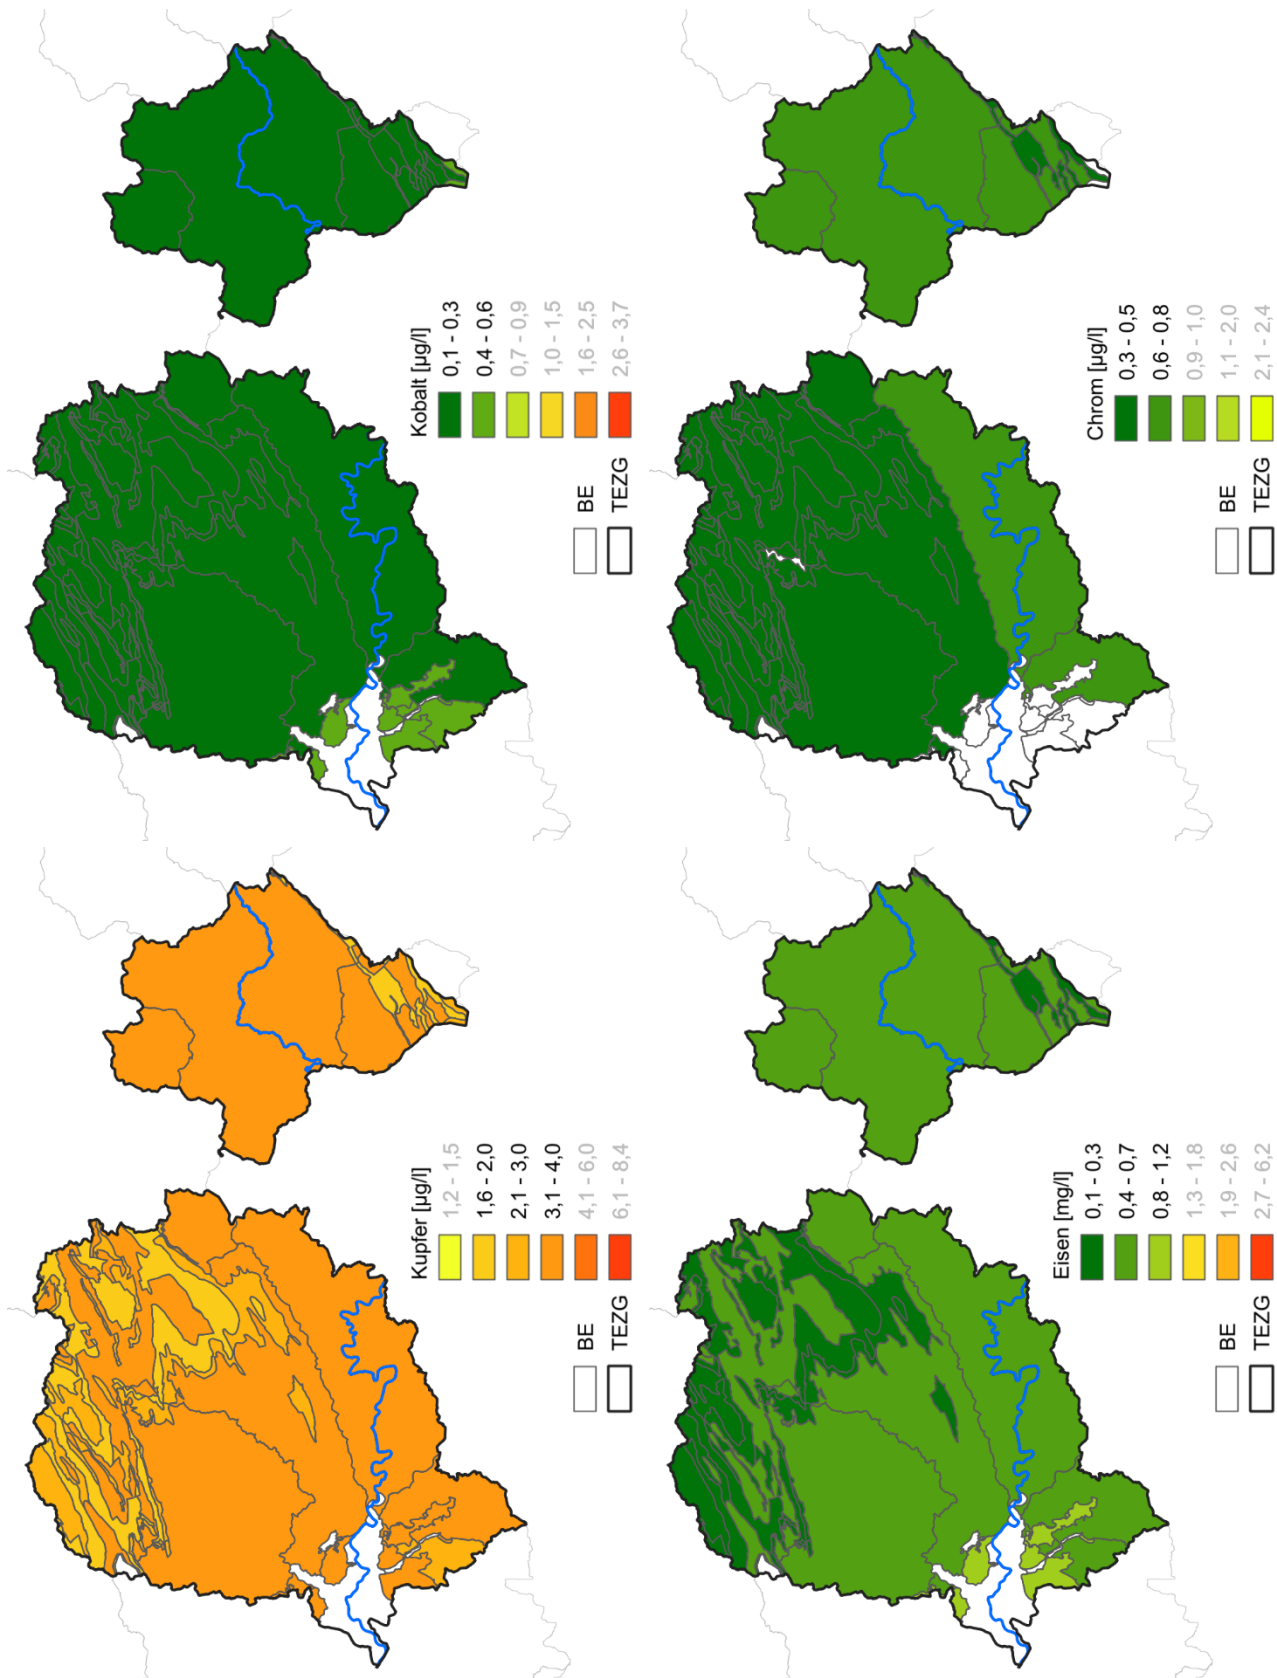 Kobalt [µg/l]
0,1 - 0,3
0,4 - 0,6
0,7 - 0,9
1,0 - 1,5
1,6 - 2,5
2,6 - 3,7
BE
TEZG
Chrom [µg/l]
0,3 - 0,5
0,6 - 0,8
0,9 - 1,0
1,1 - 2,0
2,1 - 2,4
BE
TEZG
Kupfer [µg/l]
1,2 - 1,5
1,6 - 2,0
2,1 - 3,0
3,1 - 4,0
4,1 - 6,0
6,1 - 8,4
BE
TEZG
Eisen [mg/l]
0,1 - 0,3
0,4 - 0,7
0,8 - 1,2
1,3 - 1,8
1,9 - 2,6
2,7 - 6,2
BE
TEZG